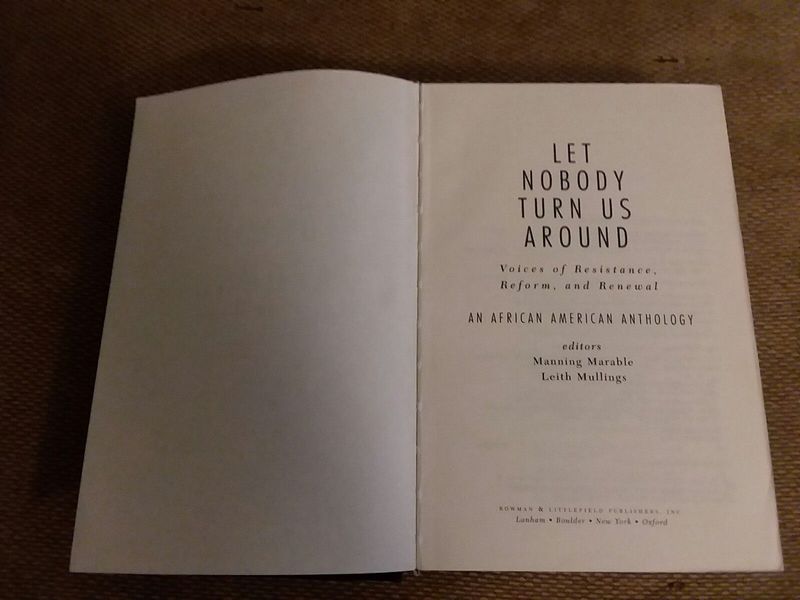 LET
NOBODY
TURN US
AROUND
Voices of Resistance,
Reform, and Renewal
AN AFRICAN AMERICAN ANTHOLOGY
editors
Manning Marable
Leith Mullings
ROWMAN & LITTLEFIELD PUBLISHERS, INC.
Lanham • Boulder • New York • Oxford